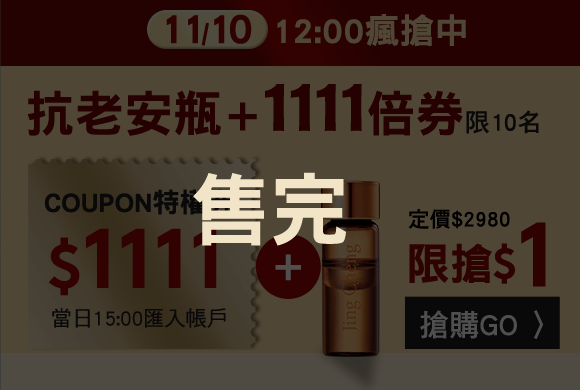 11/10 12:00瘋搶中
抗老安瓶+1111倍券限10名
COUPON特權
$1111
當日15:00匯入帳戶
售完
+
Jing Cheng
定價$2980
限搶$1
搶購GO 〉